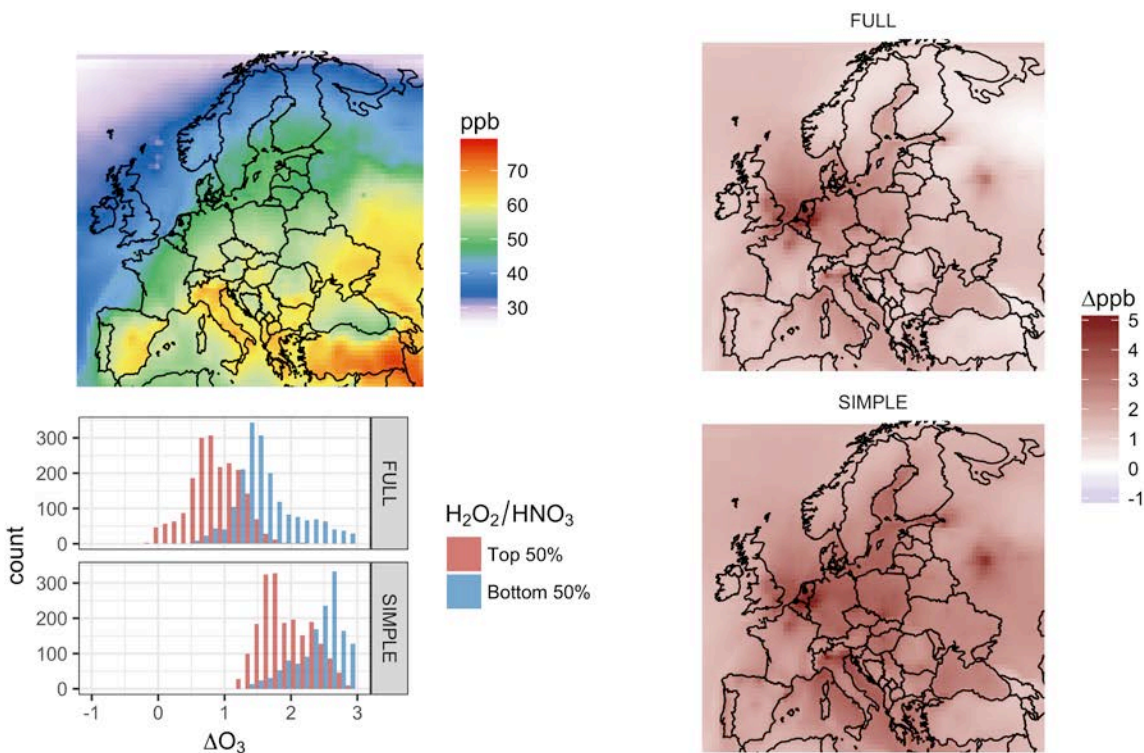 ppb
70
60
50
40
30
FULL
SIMPLE
Δppb
5
4
3
2
1
0
-1
count
300
200
100
0
FULL
300
200
100
0
SIMPLE
-1 0 1 2 3
ΔO₃
H₂O₂/HNO₃
Top 50%
Bottom 50%